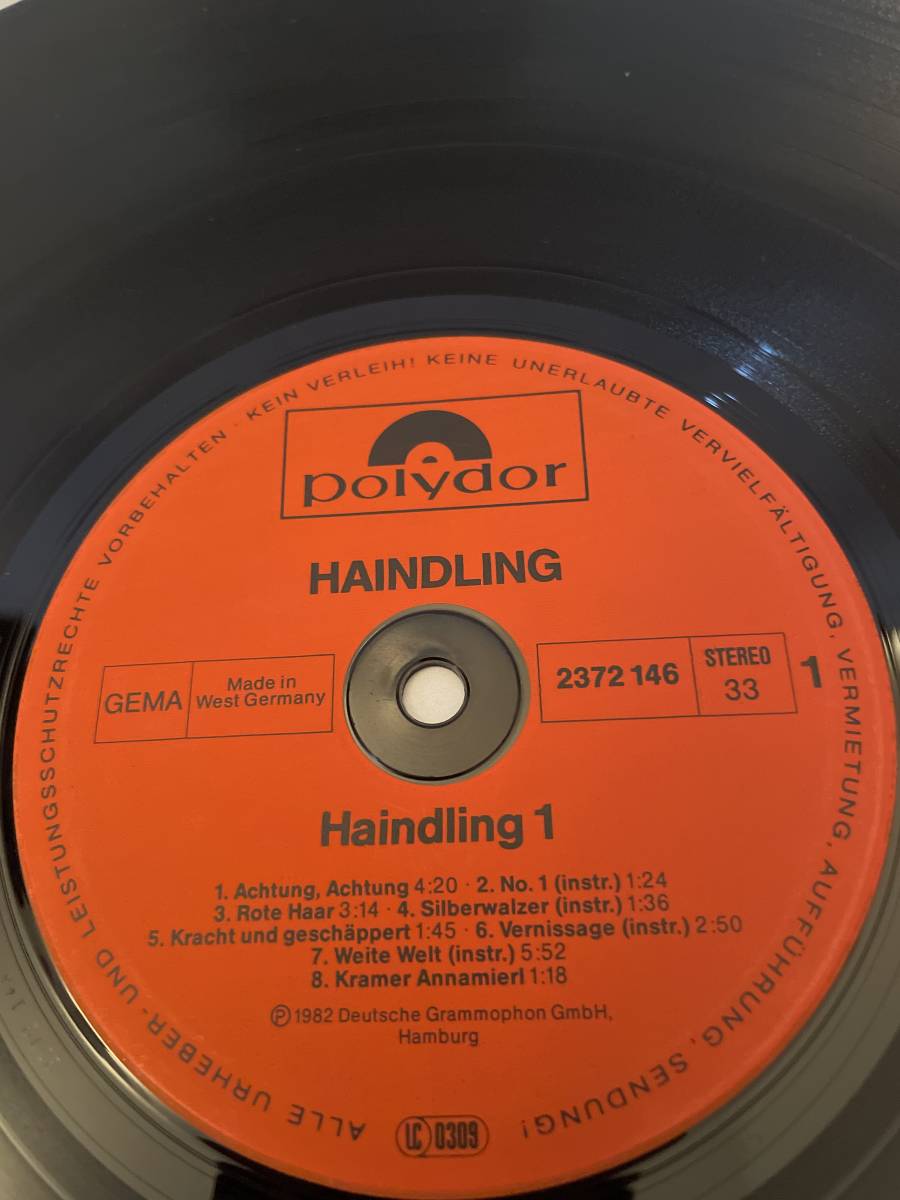 ALLE URHEBER- UND LEISTUNGSSCHUTZRECHTE VORBEHALTEN · KEIN VERLEIH! KEINE UNERLAUBTE VERVIELFÄLTIGUNG, VERMIETUNG, AUFFÜHRUNG, SENDUNG!
polydor
HAINDLING
GEMA
Made in
West Germany
2372 146
STEREO
33
1
Haindling 1
1. Achtung, Achtung 4:20 · 2. No. 1 (instr.) 1:24
3. Rote Haar 3:14 · 4. Silberwalzer (instr.) 1:36
5. Kracht und geschäppert 1:45 · 6. Vernissage (instr.) 2:50
7. Weite Welt (instr.) 5:52
8. Kramer Annamierl 1:18
Ⓟ 1982 Deutsche Grammophon GmbH,
Hamburg
LC 0309